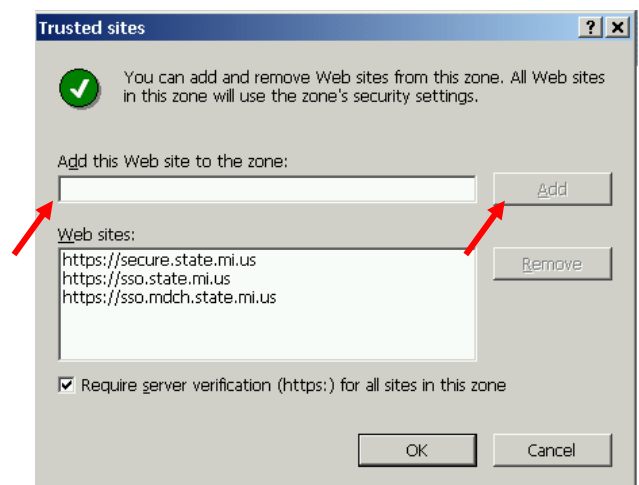 Trusted sites
You can add and remove Web sites from this zone. All Web sites
in this zone will use the zone's security settings.
Add this Web site to the zone:
Add
Web sites:
https://secure.state.mi.us
https://sso.state.mi.us
https://sso.mdch.state.mi.us
Remove
Require server verification (https:) for all sites in this zone
OK
Cancel